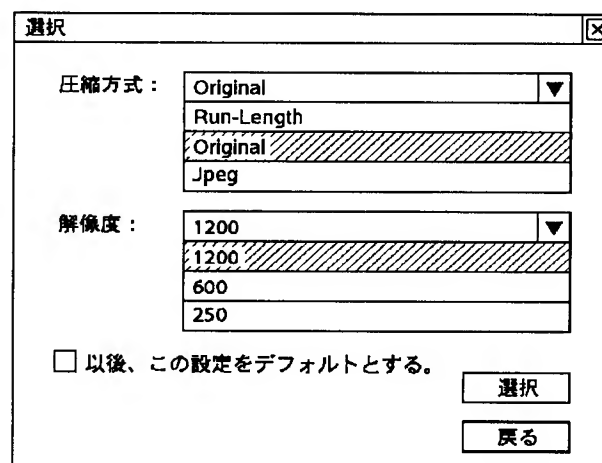 選択
圧縮方式： Original
Run-Length
Original
Jpeg
解像度： 1200
1200
600
250
以後、この設定をデフォルトとする。
選択
戻る